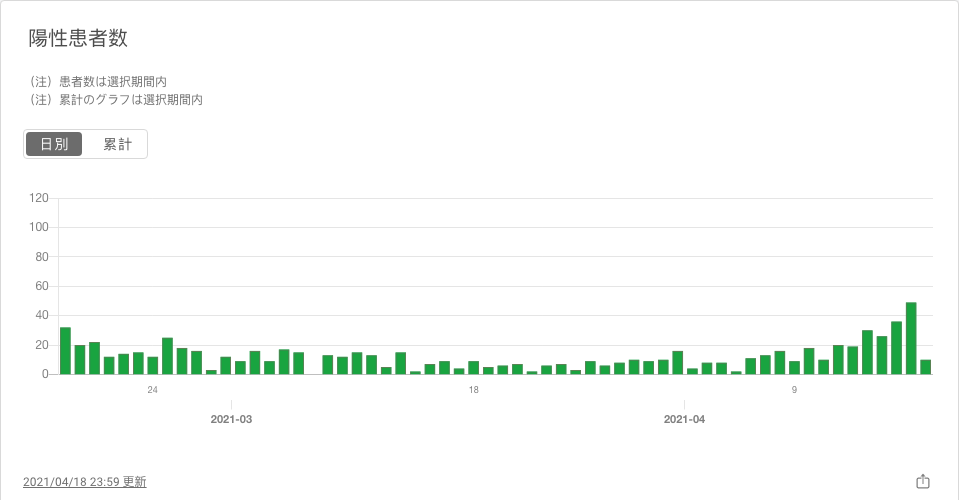 陽性患者数
（注）患者数は選択期間内
（注）累計のグラフは選択期間内
日別 累計
120
100
80
60
40
20
0
24 18 9
2021-03 2021-04
2021/04/18 23:59 更新